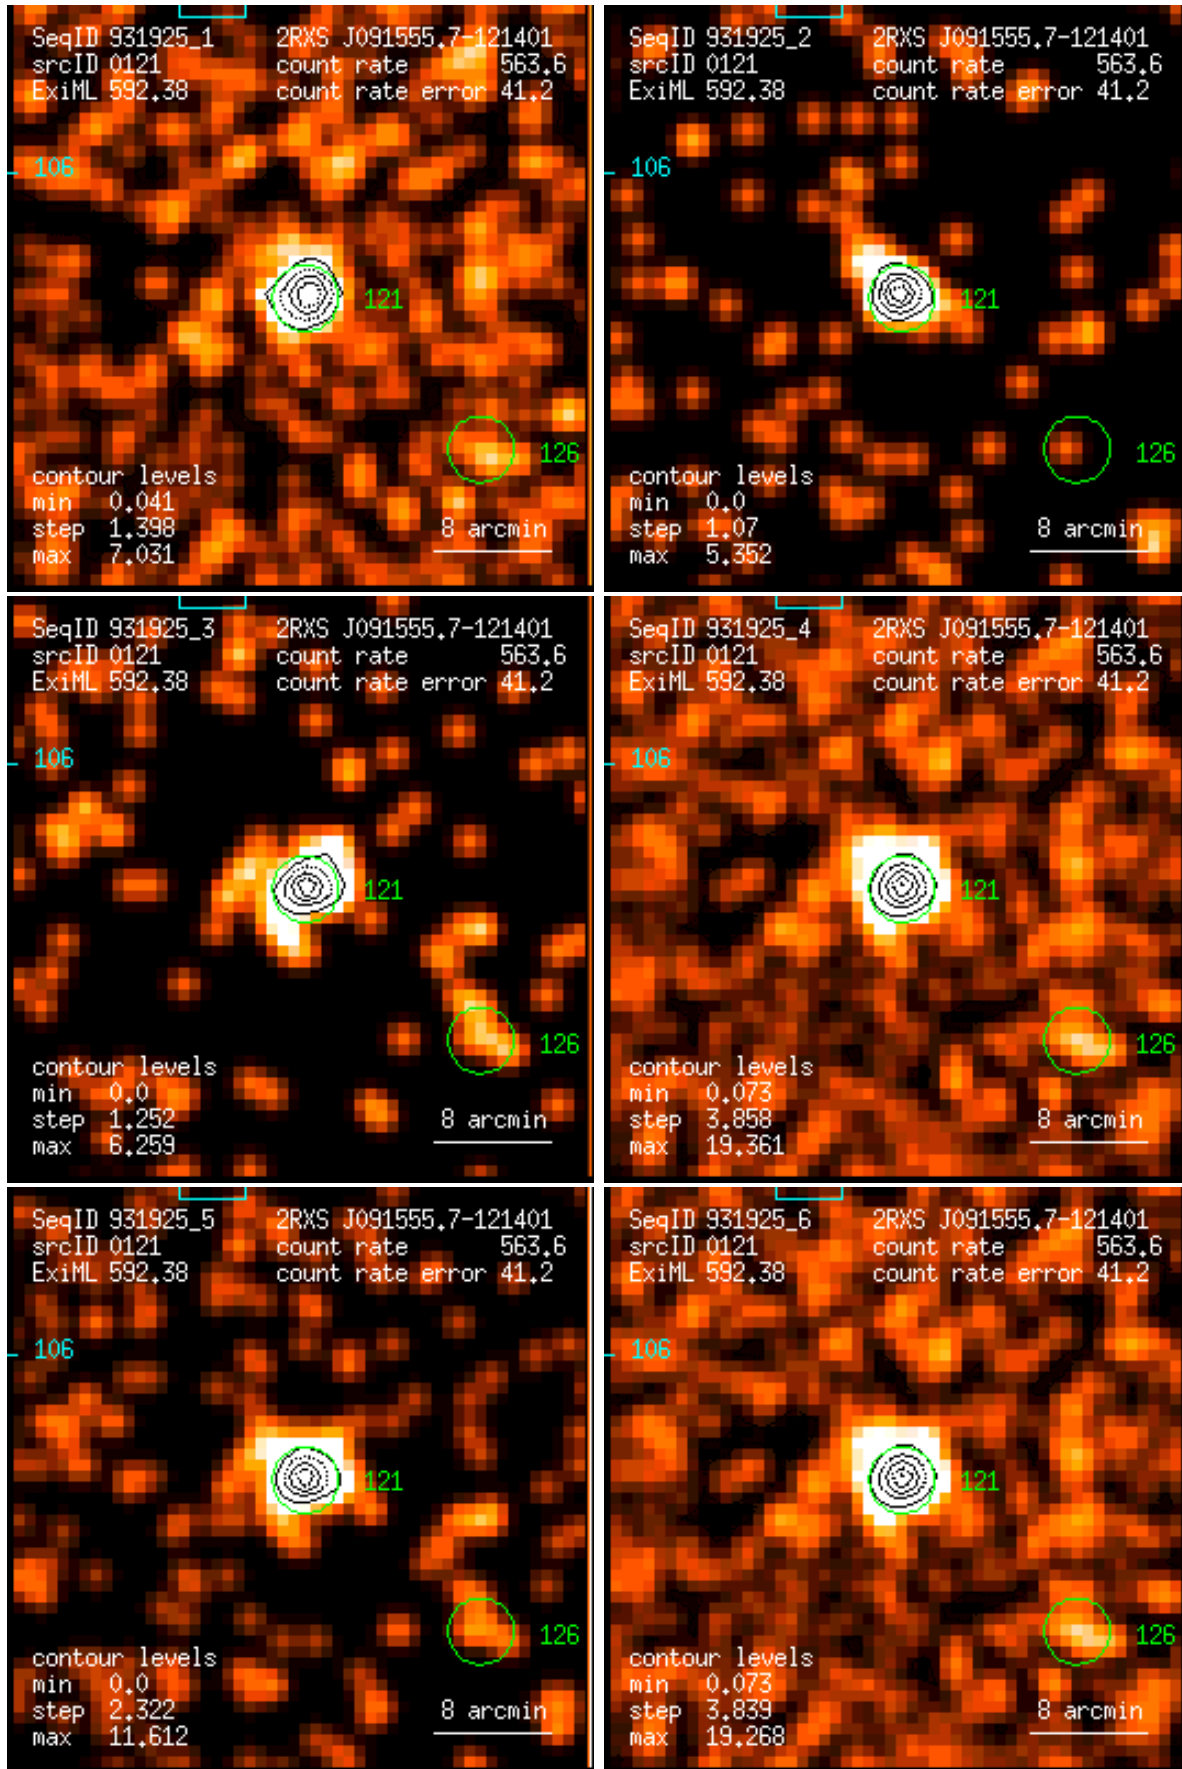 SeqID 931925_1 2RXS J091555.7-121401
srcID 0121 count rate 563.6
ExiML 592.38 count rate error 41.2
106
121
126
contour levels
min 0.041
step 1.398 8 arcmin
max 7.031
SeqID 931925_2 2RXS J091555.7-121401
srcID 0121 count rate 563.6
ExiML 592.38 count rate error 41.2
106
121
126
contour levels
min 0.0
step 1.07 8 arcmin
max 5.352
SeqID 931925_3 2RXS J091555.7-121401
srcID 0121 count rate 563.6
ExiML 592.38 count rate error 41.2
106
121
126
contour levels
min 0.0
step 1.252 8 arcmin
max 6.259
SeqID 931925_4 2RXS J091555.7-121401
srcID 0121 count rate 563.6
ExiML 592.38 count rate error 41.2
106
121
126
contour levels
min 0.073
step 3.858 8 arcmin
max 19.361
SeqID 931925_5 2RXS J091555.7-121401
srcID 0121 count rate 563.6
ExiML 592.38 count rate error 41.2
106
121
126
contour levels
min 0.0
step 2.322 8 arcmin
max 11.612
SeqID 931925_6 2RXS J091555.7-121401
srcID 0121 count rate 563.6
ExiML 592.38 count rate error 41.2
106
121
126
contour levels
min 0.073
step 3.839 8 arcmin
max 19.268